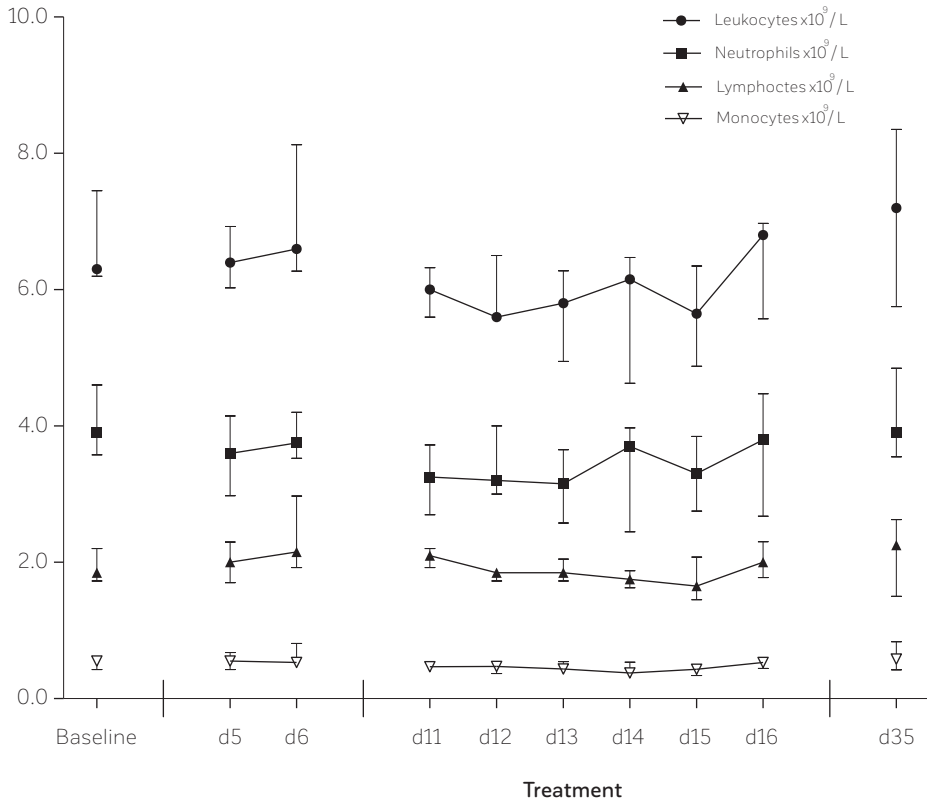 10.0
Leukocytes x10⁹/ L
Neutrophils x10⁹/ L
Lymphoctes x10⁹/ L
Monocytes x10⁹/ L
8.0
6.0
4.0
2.0
0.0
Baseline d5 d6 d11 d12 d13 d14 d15 d16 d35
Treatment